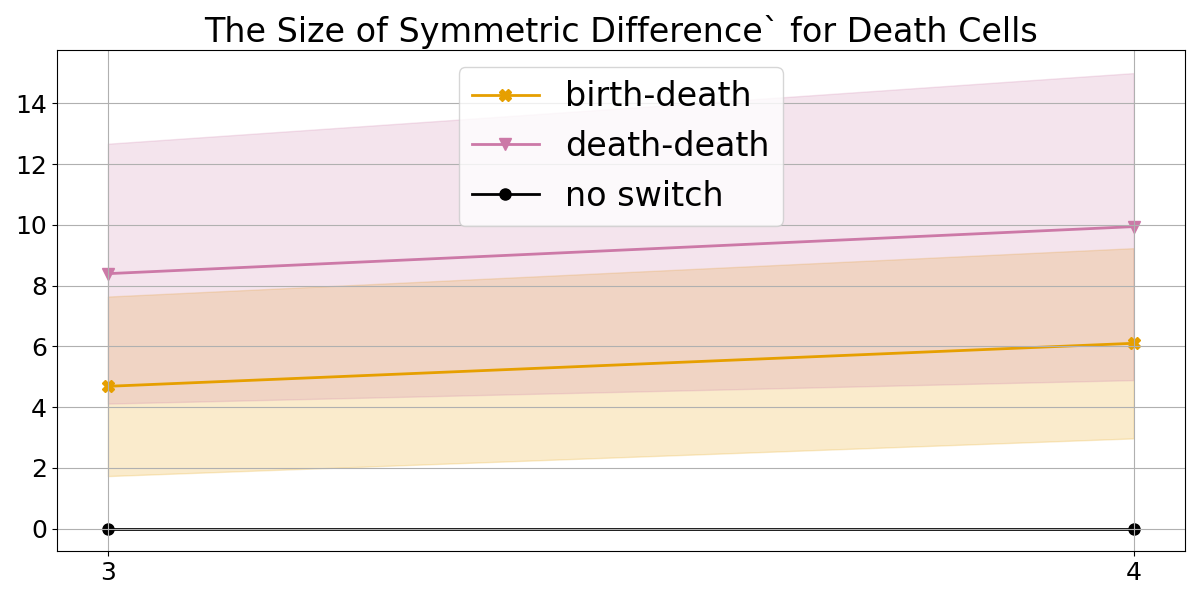 The Size of Symmetric Difference` for Death Cells
birth-death
death-death
no switch
14
12
10
8
6
4
2
0
3
4